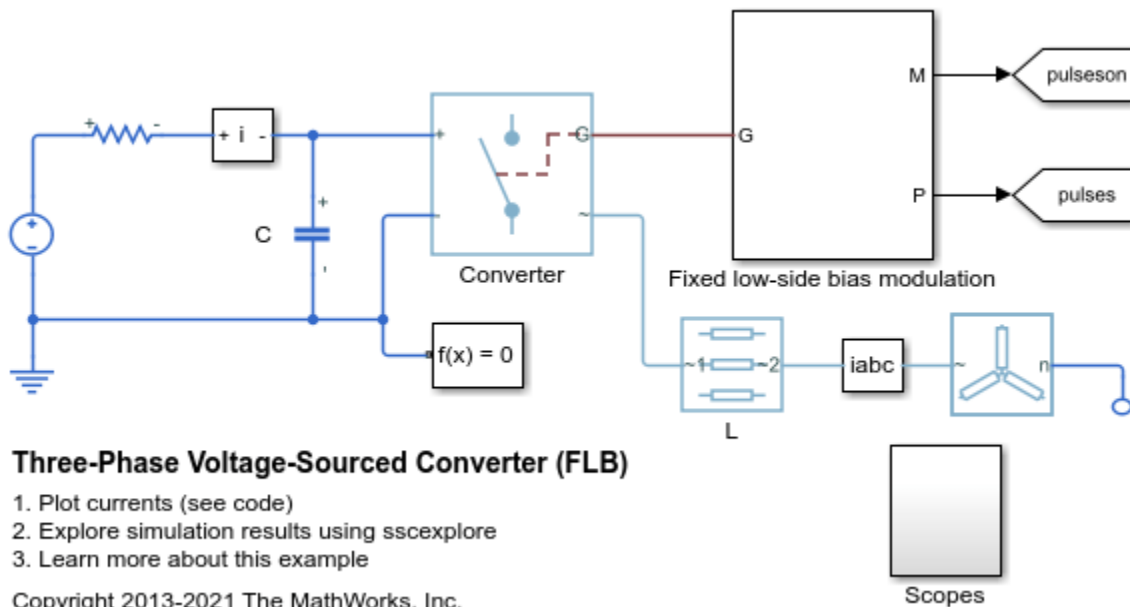 M
pulseson
+ -
+ i -
+
G
G
P
pulses
+
-
+
C
-
~
Converter
Fixed low-side bias modulation
f(x) = 0
~1
~2
iabc
~
n
L
Three-Phase Voltage-Sourced Converter (FLB)
1. Plot currents (see code)
2. Explore simulation results using sscexplore
3. Learn more about this example
Copyright 2013-2021 The MathWorks, Inc.
Scopes